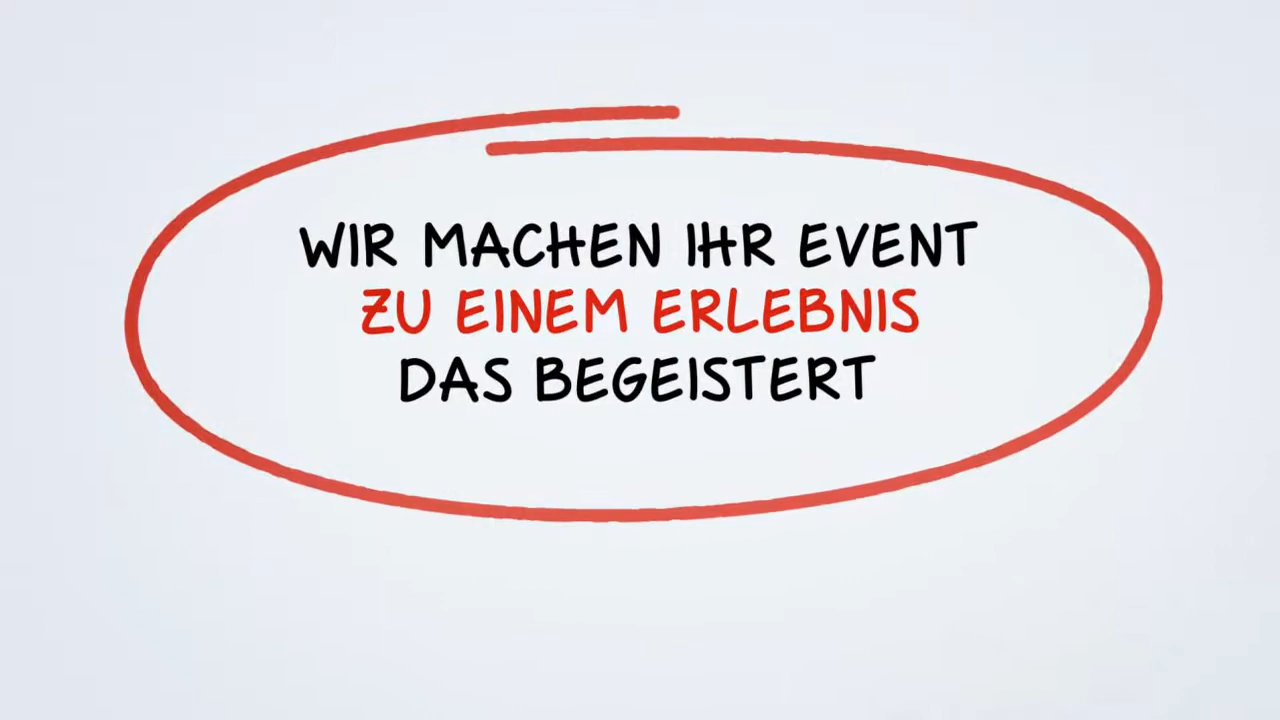 WIR MACHEN IHR EVENT
ZU EINEM ERLEBNIS
DAS BEGEISTERT